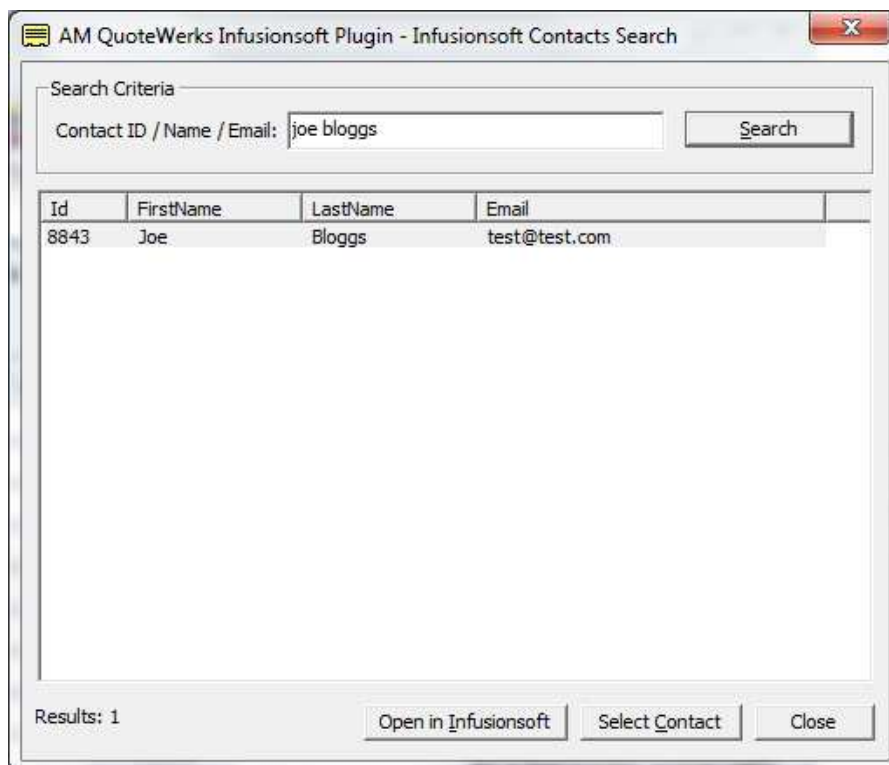 AM QuoteWerks Infusionsoft Plugin - Infusionsoft Contacts Search
Search Criteria
Contact ID / Name / Email: joe bloggs Search
Id FirstName LastName Email
8843 Joe Bloggs test@test.com
Results: 1 Open in Infusionsoft Select Contact Close